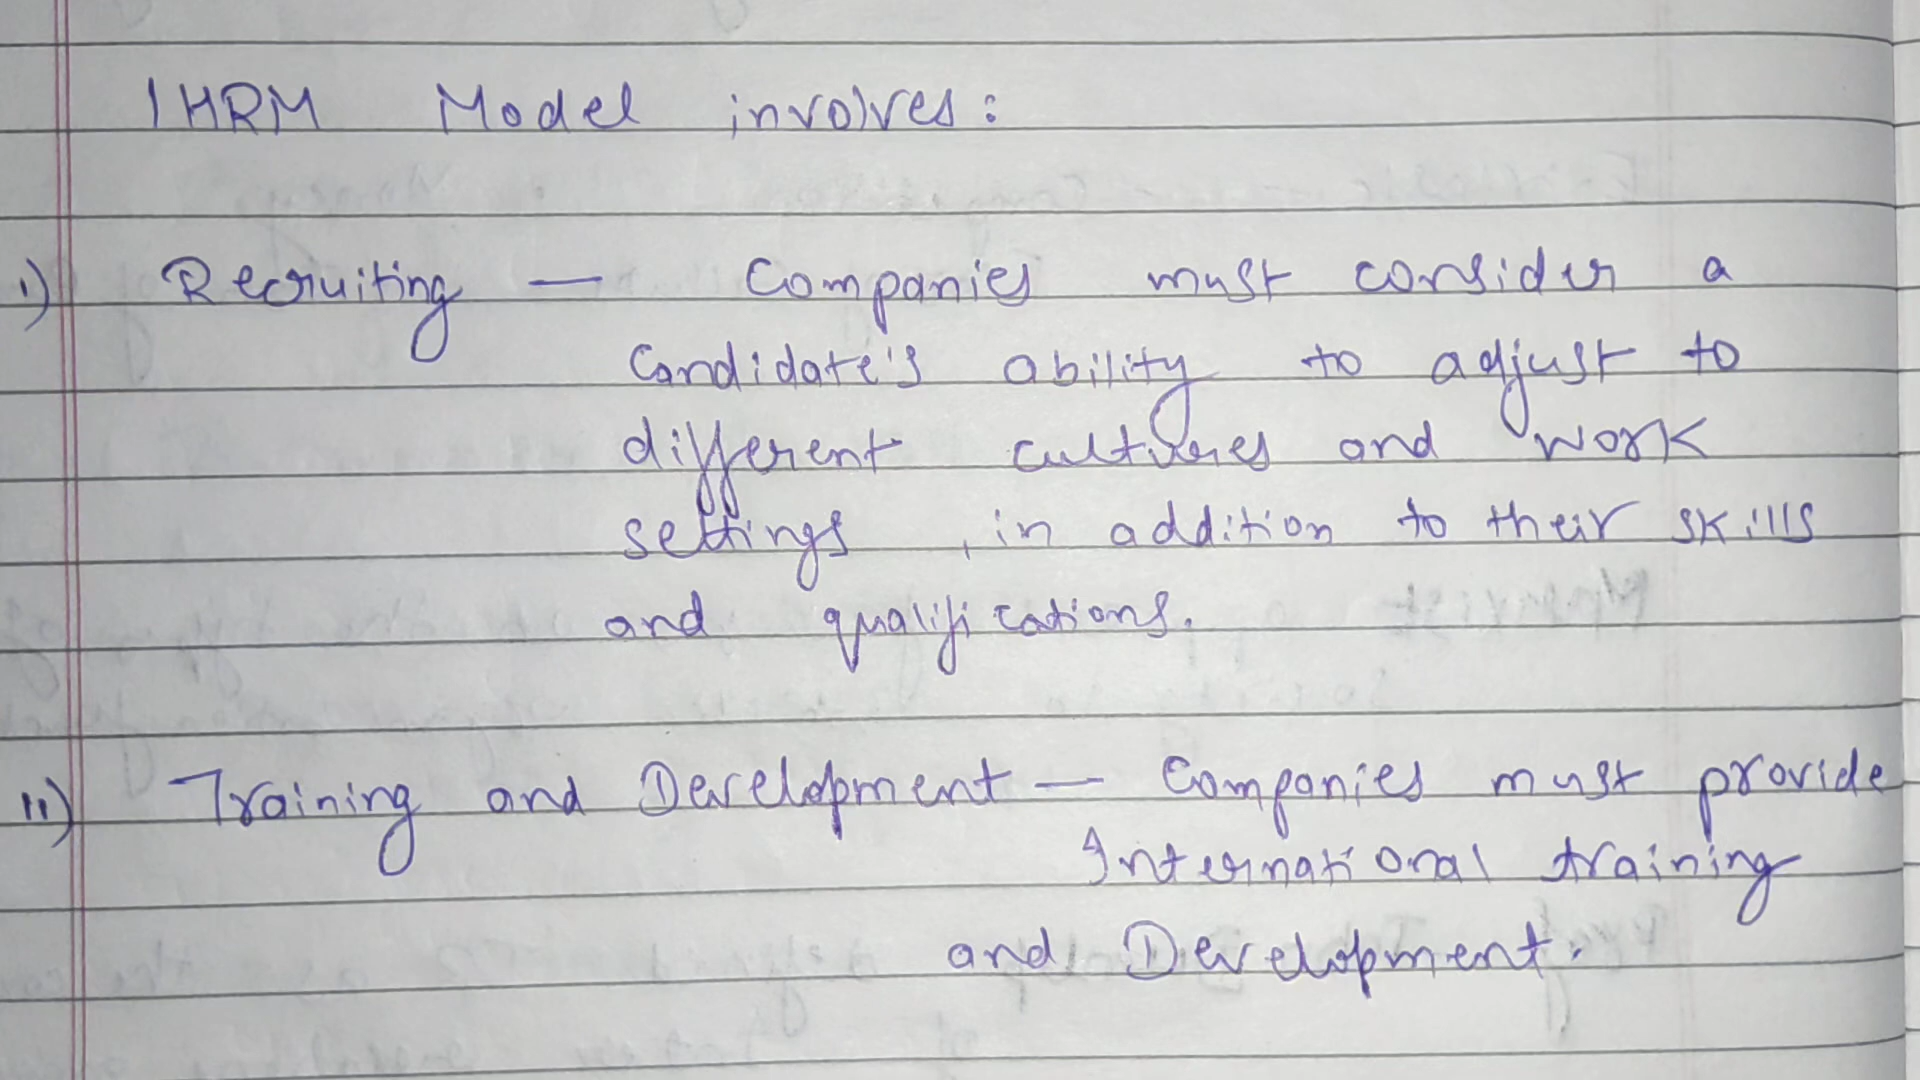 IHRM Model involves:
i) Recruiting — Companies must consider a
candidate's ability to adjust to
different cultures and work
settings , in addition to their skills
and qualifications.
ii) Training and Development — Companies must provide
International training
and Development.